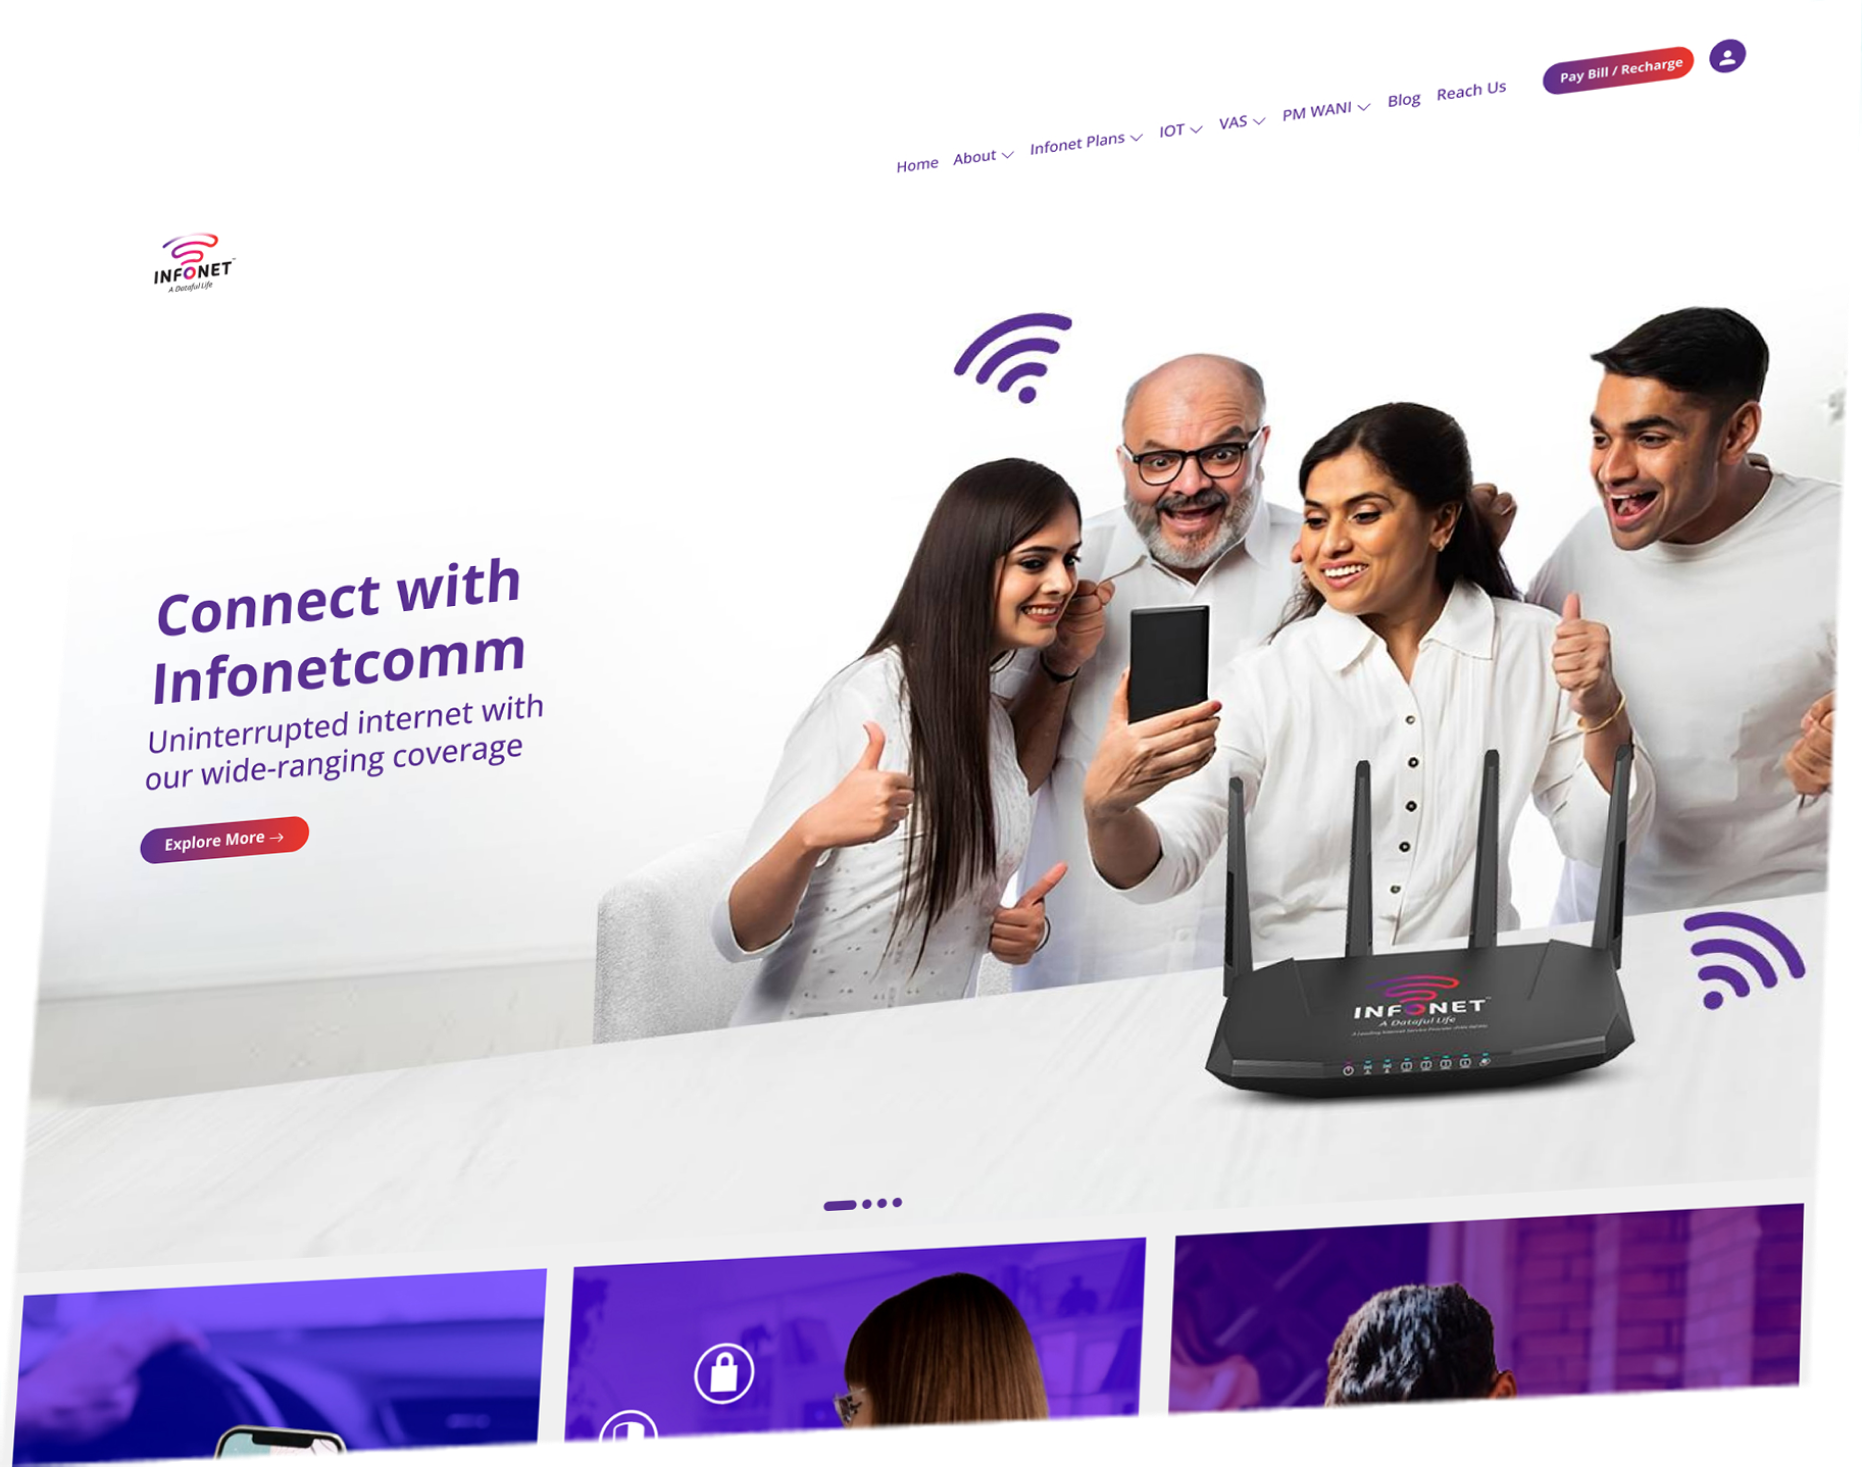 Pay Bill / Recharge
Home About Infonet Plans IOT VAS PM WANI Blog Reach Us
INFONET
A Dataful Life
Connect with
Infonetcomm
Uninterrupted internet with
our wide-ranging coverage
Explore More →
INFONET
A Dataful Life